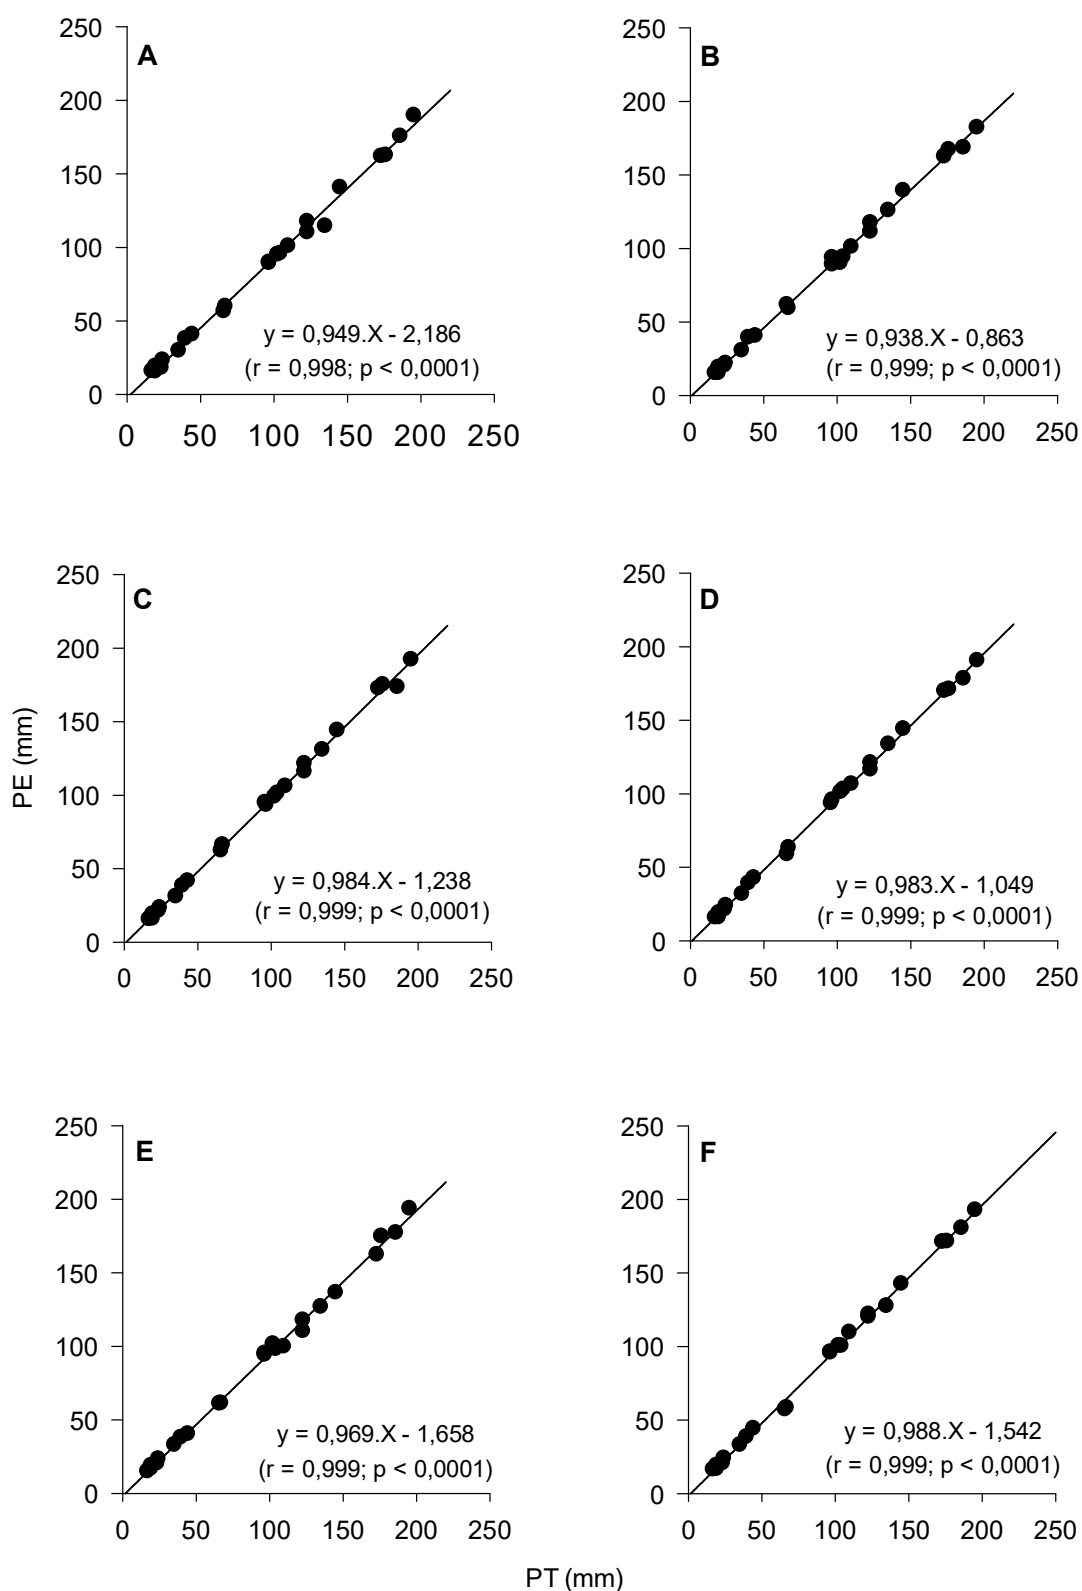 A
250
200
150
100
50
0
y = 0,949.X - 2,186
(r = 0,998; p < 0,0001)
0 50 100 150 200 250
B
250
200
150
100
50
0
y = 0,938.X - 0,863
(r = 0,999; p < 0,0001)
0 50 100 150 200 250
PE (mm)
C
250
200
150
100
50
0
y = 0,984.X - 1,238
(r = 0,999; p < 0,0001)
0 50 100 150 200 250
D
250
200
150
100
50
0
y = 0,983.X - 1,049
(r = 0,999; p < 0,0001)
0 50 100 150 200 250
E
250
200
150
100
50
0
y = 0,969.X - 1,658
(r = 0,999; p < 0,0001)
0 50 100 150 200 250
F
250
200
150
100
50
0
y = 0,988.X - 1,542
(r = 0,999; p < 0,0001)
0 50 100 150 200 250
PT (mm)